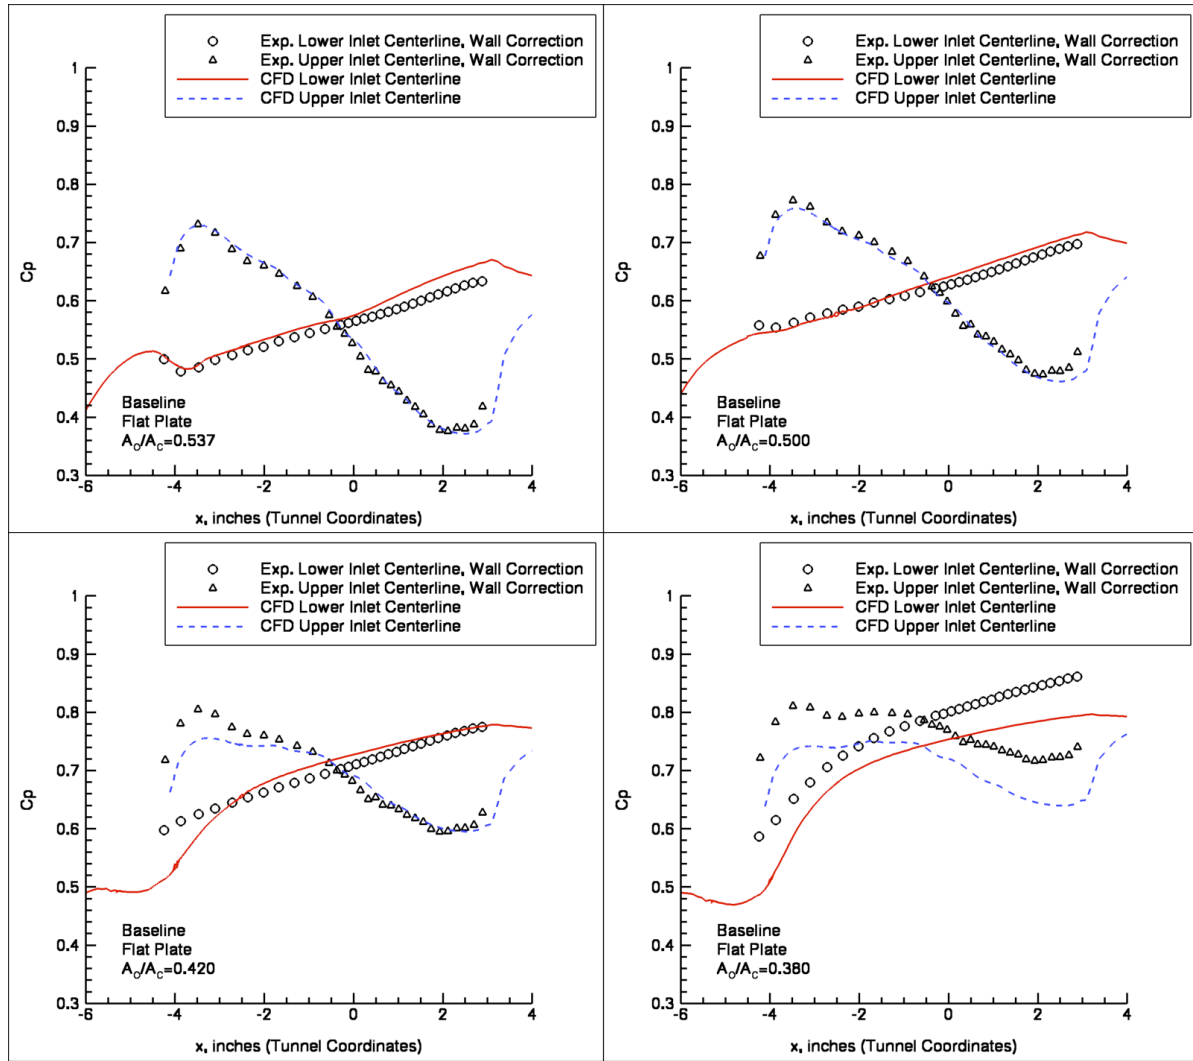 Exp. Lower Inlet Centerline, Wall Correction
Exp. Upper Inlet Centerline, Wall Correction
CFD Lower Inlet Centerline
CFD Upper Inlet Centerline
1
0.9
0.8
0.7
0.6
0.5
0.4
0.3
Cp
Baseline
Flat Plate
Ao/Ac=0.537
-6 -4 -2 0 2 4
x, inches (Tunnel Coordinates)
Exp. Lower Inlet Centerline, Wall Correction
Exp. Upper Inlet Centerline, Wall Correction
CFD Lower Inlet Centerline
CFD Upper Inlet Centerline
1
0.9
0.8
0.7
0.6
0.5
0.4
0.3
Cp
Baseline
Flat Plate
Ao/Ac=0.500
-6 -4 -2 0 2 4
x, inches (Tunnel Coordinates)
Exp. Lower Inlet Centerline, Wall Correction
Exp. Upper Inlet Centerline, Wall Correction
CFD Lower Inlet Centerline
CFD Upper Inlet Centerline
1
0.9
0.8
0.7
0.6
0.5
0.4
0.3
Cp
Baseline
Flat Plate
Ao/Ac=0.420
-6 -4 -2 0 2 4
x, inches (Tunnel Coordinates)
Exp. Lower Inlet Centerline, Wall Correction
Exp. Upper Inlet Centerline, Wall Correction
CFD Lower Inlet Centerline
CFD Upper Inlet Centerline
1
0.9
0.8
0.7
0.6
0.5
0.4
0.3
Cp
Baseline
Flat Plate
Ao/Ac=0.380
-6 -4 -2 0 2 4
x, inches (Tunnel Coordinates)